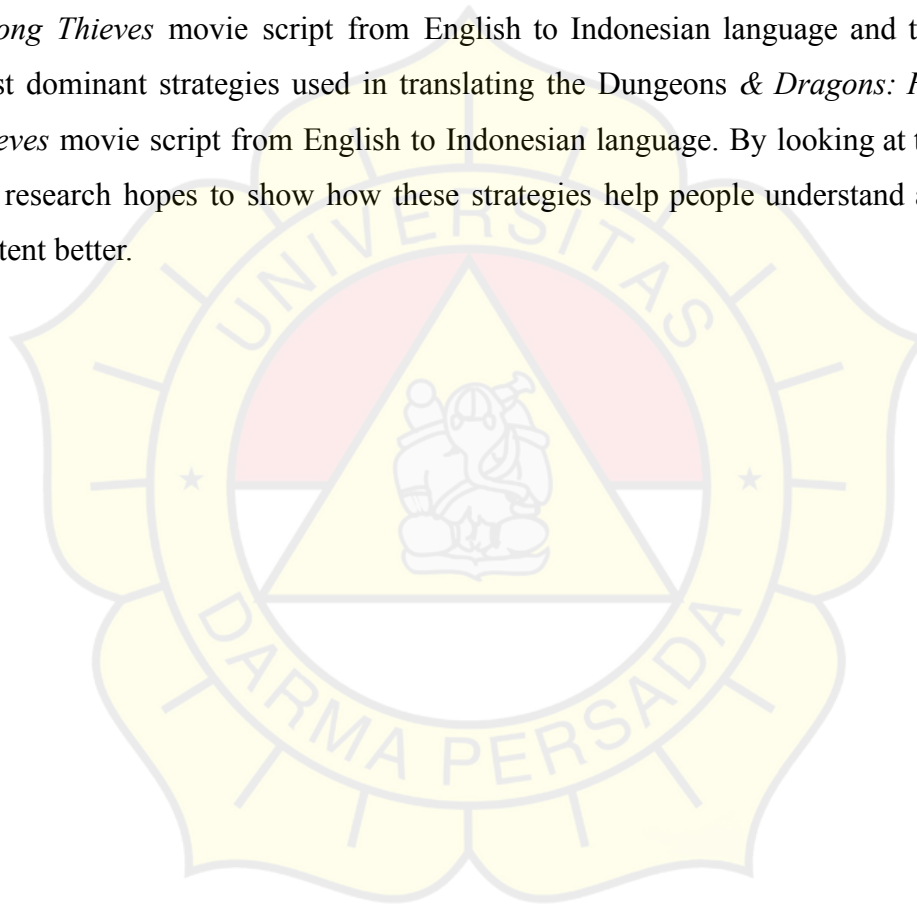 ong Thieves movie script from English to Indonesian language and t
st dominant strategies used in translating the Dungeons & Dragons:
eves movie script from English to Indonesian language. By looking at t
research hopes to show how these strategies help people understand a
tent better.
UNIVERSITAS
DARMA PERSADA